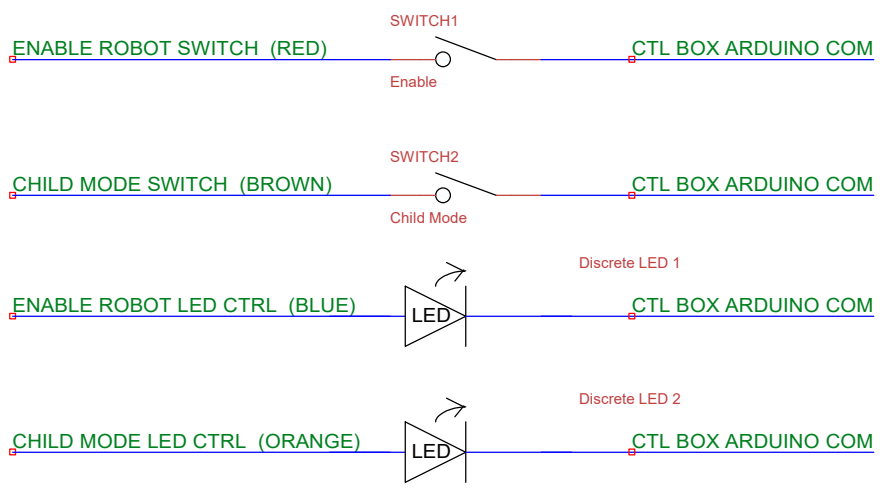 SWITCH1
ENABLE ROBOT SWITCH (RED)
CTL BOX ARDUINO COM
Enable
SWITCH2
CHILD MODE SWITCH (BROWN)
CTL BOX ARDUINO COM
Child Mode
Discrete LED 1
ENABLE ROBOT LED CTRL (BLUE)
LED
CTL BOX ARDUINO COM
Discrete LED 2
CHILD MODE LED CTRL (ORANGE)
LED
CTL BOX ARDUINO COM